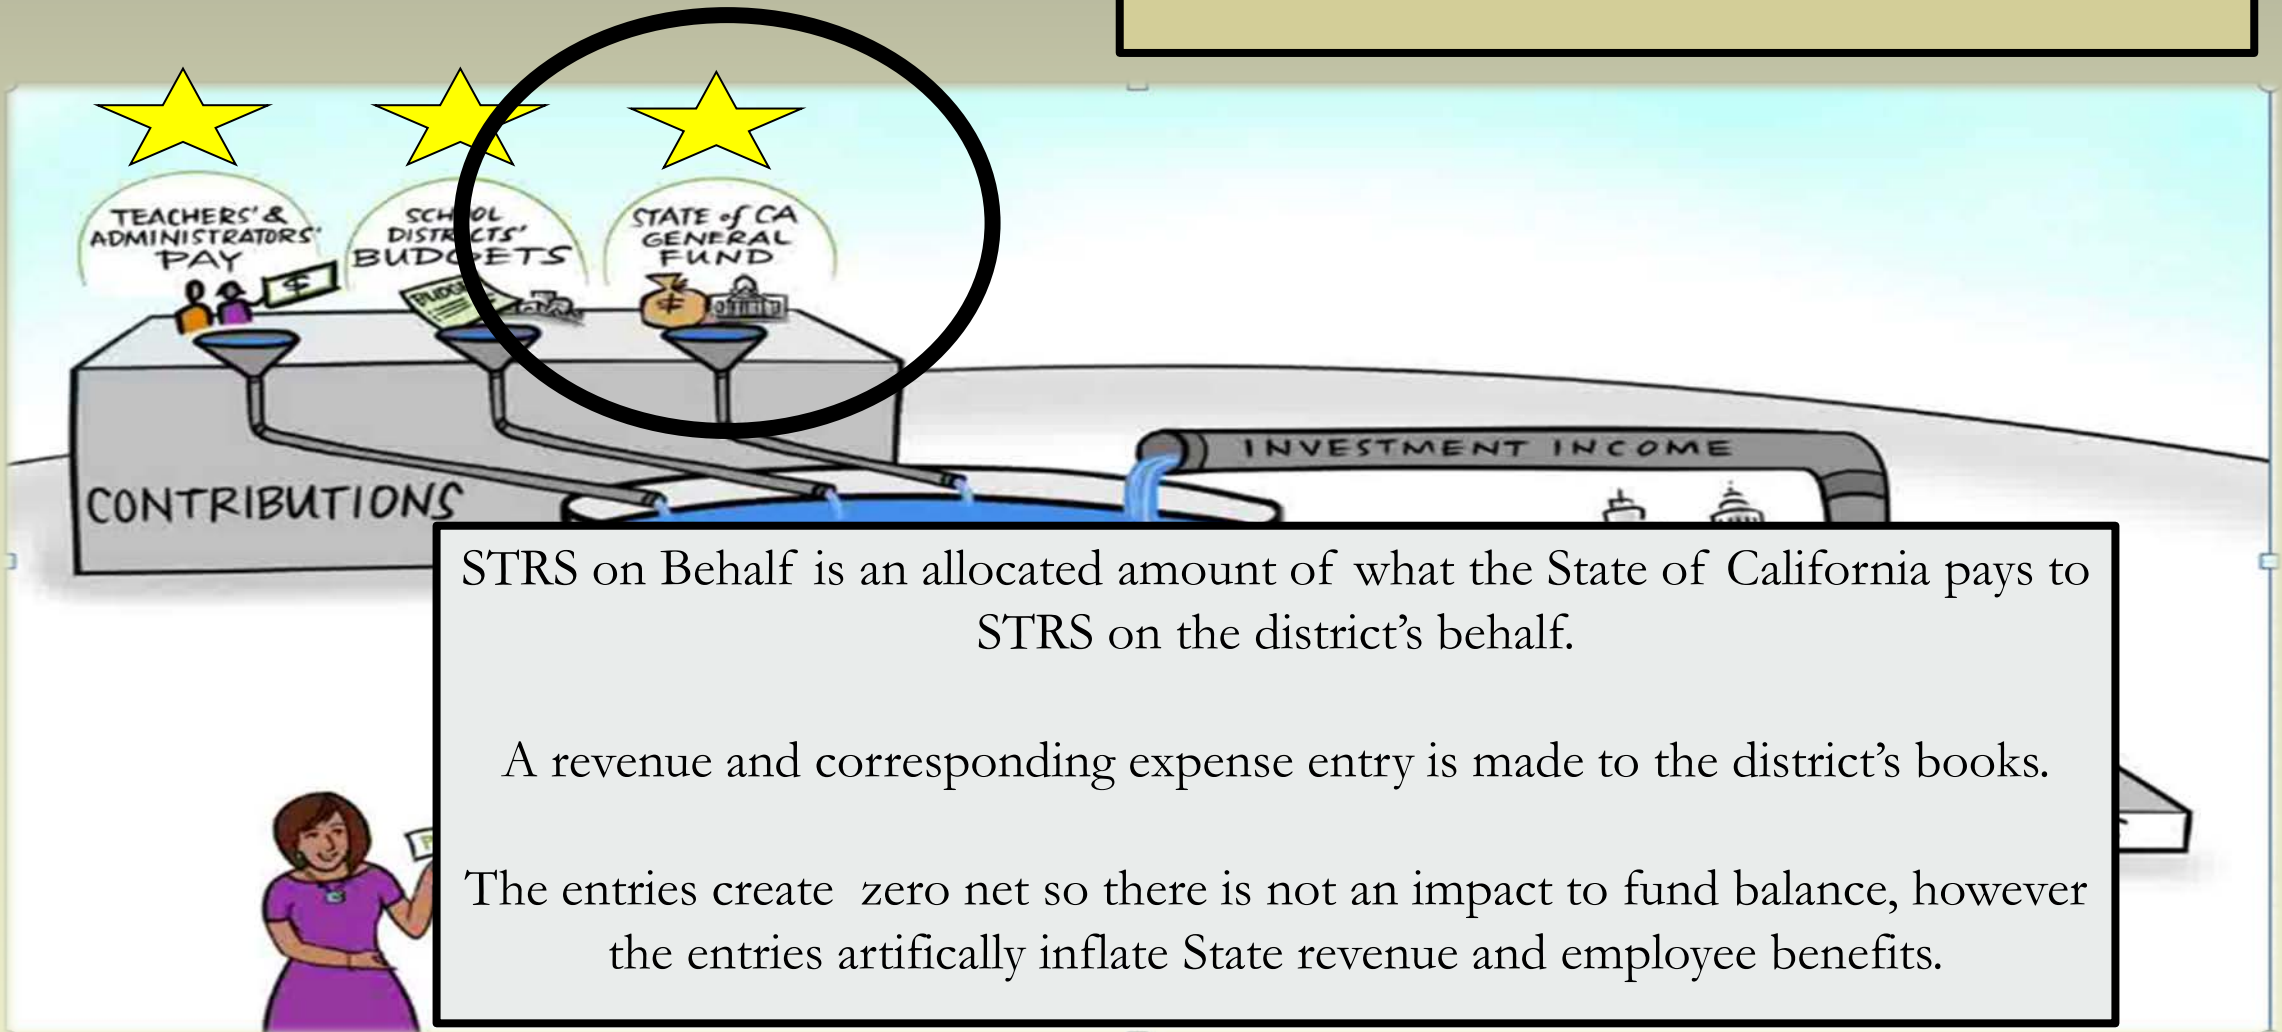 TEACHERS' &
ADMINISTRATORS'
PAY
$
SCHOOL
DISTRICTS'
BUDGETS
STATE of CA
GENERAL
FUND
$
CONTRIBUTIONS
INVESTMENT INCOME
STRS on Behalf is an allocated amount of what the State of California pays to
STRS on the district’s behalf.
A revenue and corresponding expense entry is made to the district’s books.
The entries create  zero net so there is not an impact to fund balance, however
the entries artifically inflate State revenue and employee benefits.